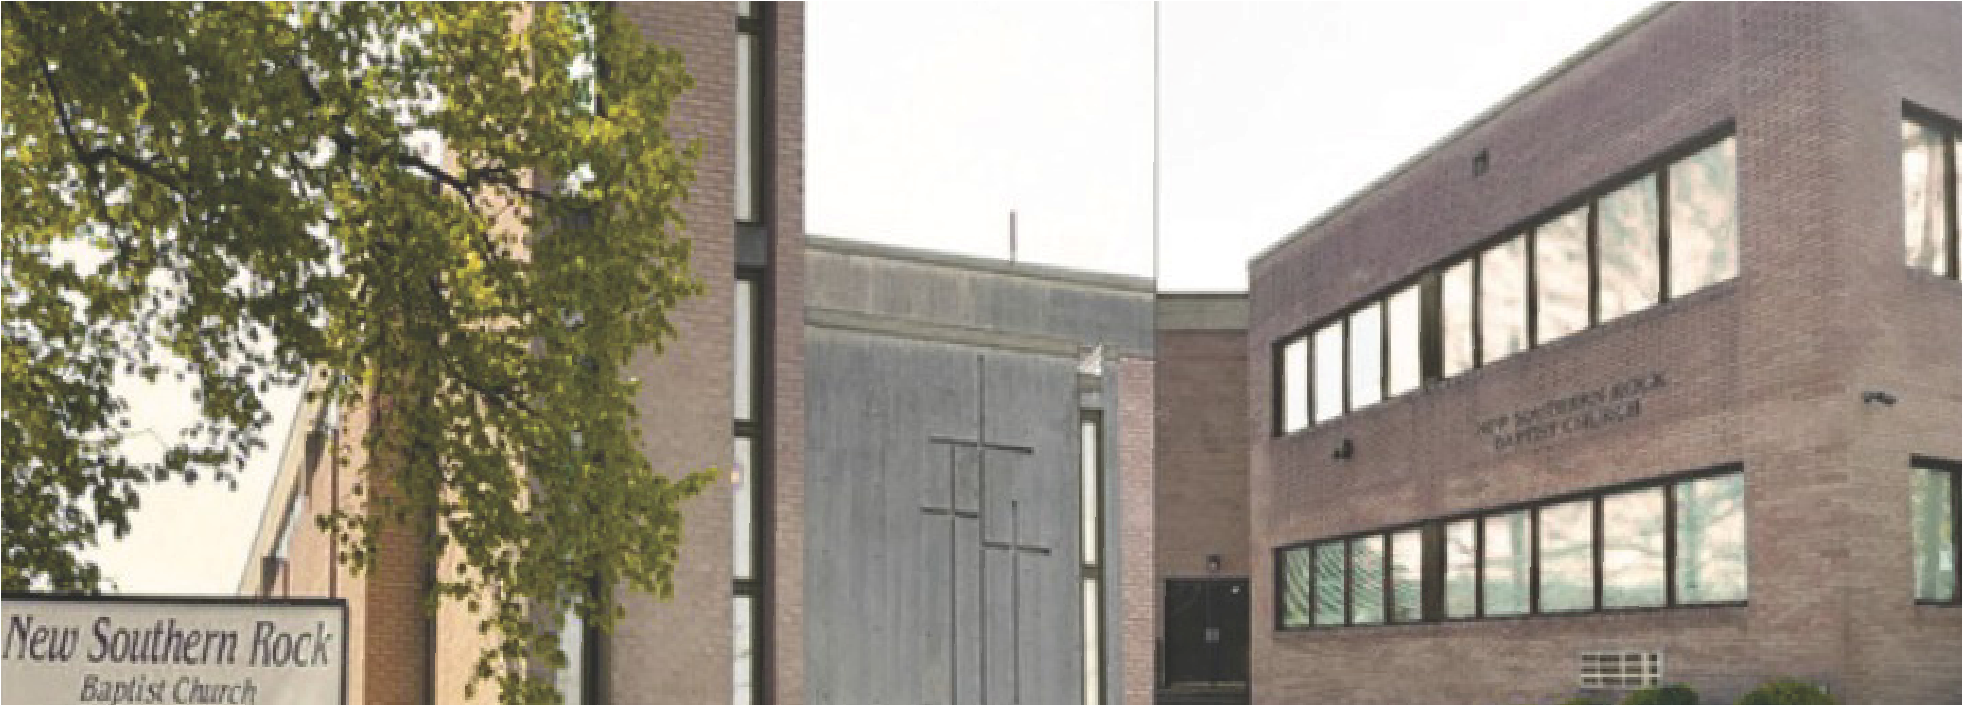 New Southern Rock
Baptist Church
NEW SOUTHERN ROCK
BAPTIST CHURCH